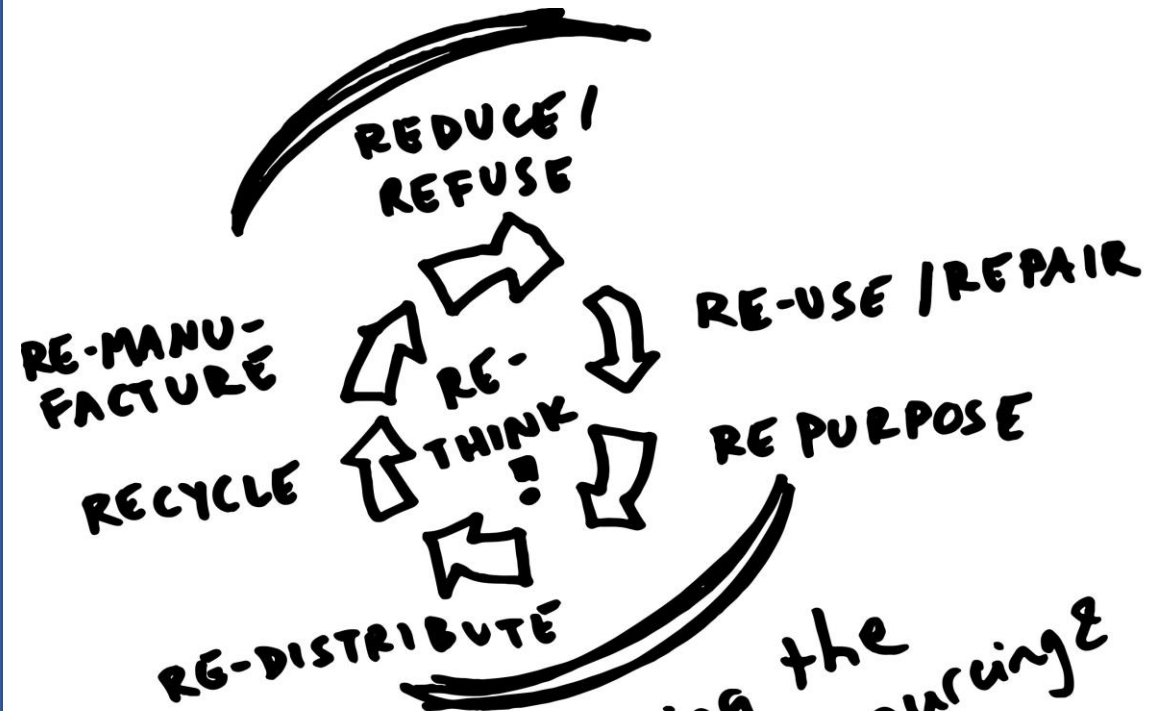 REDUCE/
REFUSE
RE-USE / REPAIR
REPURPOSE
RE-DISTRIBUTE
RECYCLE
RE-MANU-
FACTURE
RE-
THINK
!
the